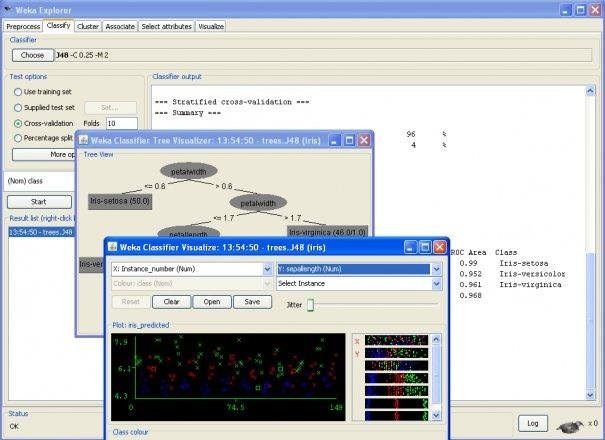 Weka Explorer
Preprocess Classify Cluster Associate Select attributes Visualize
Classifier
Choose J48 -C 0.25 -M 2
Test options
Use training set
Supplied test set Set...
Cross-validation Folds 10
Percentage split
More op
(Nom) class
Start
Result list (right-click
13:54:50 - trees.J48
Classifier output
=== Stratified cross-validation ===
=== Summary ===
96 %
4 %
ROC Area Class
0.99 Iris-setosa
0.952 Iris-versicolor
0.961 Iris-virginica
0.968
Weka Classifier Tree Visualizer: 13:54:50 - trees.J48 (iris)
Tree View
petalwidth
<= 0.6 > 0.6
Iris-setosa (50.0) petalwidth
<= 1.7 > 1.7
petallength Iris-virginica (46.0/1.0)
Iris-ver
Weka Classifier Visualize: 13:54:50 - trees.J48 (iris)
X: Instance_number (Num) Y: sepallength (Num)
Colour: class (Nom) Select Instance
Reset Clear Open Save Jitter
Plot: iris_predicted
7.9
6.1
4.3
0 74.5 149
X
Y
Class colour
Status
OK
Log x 0